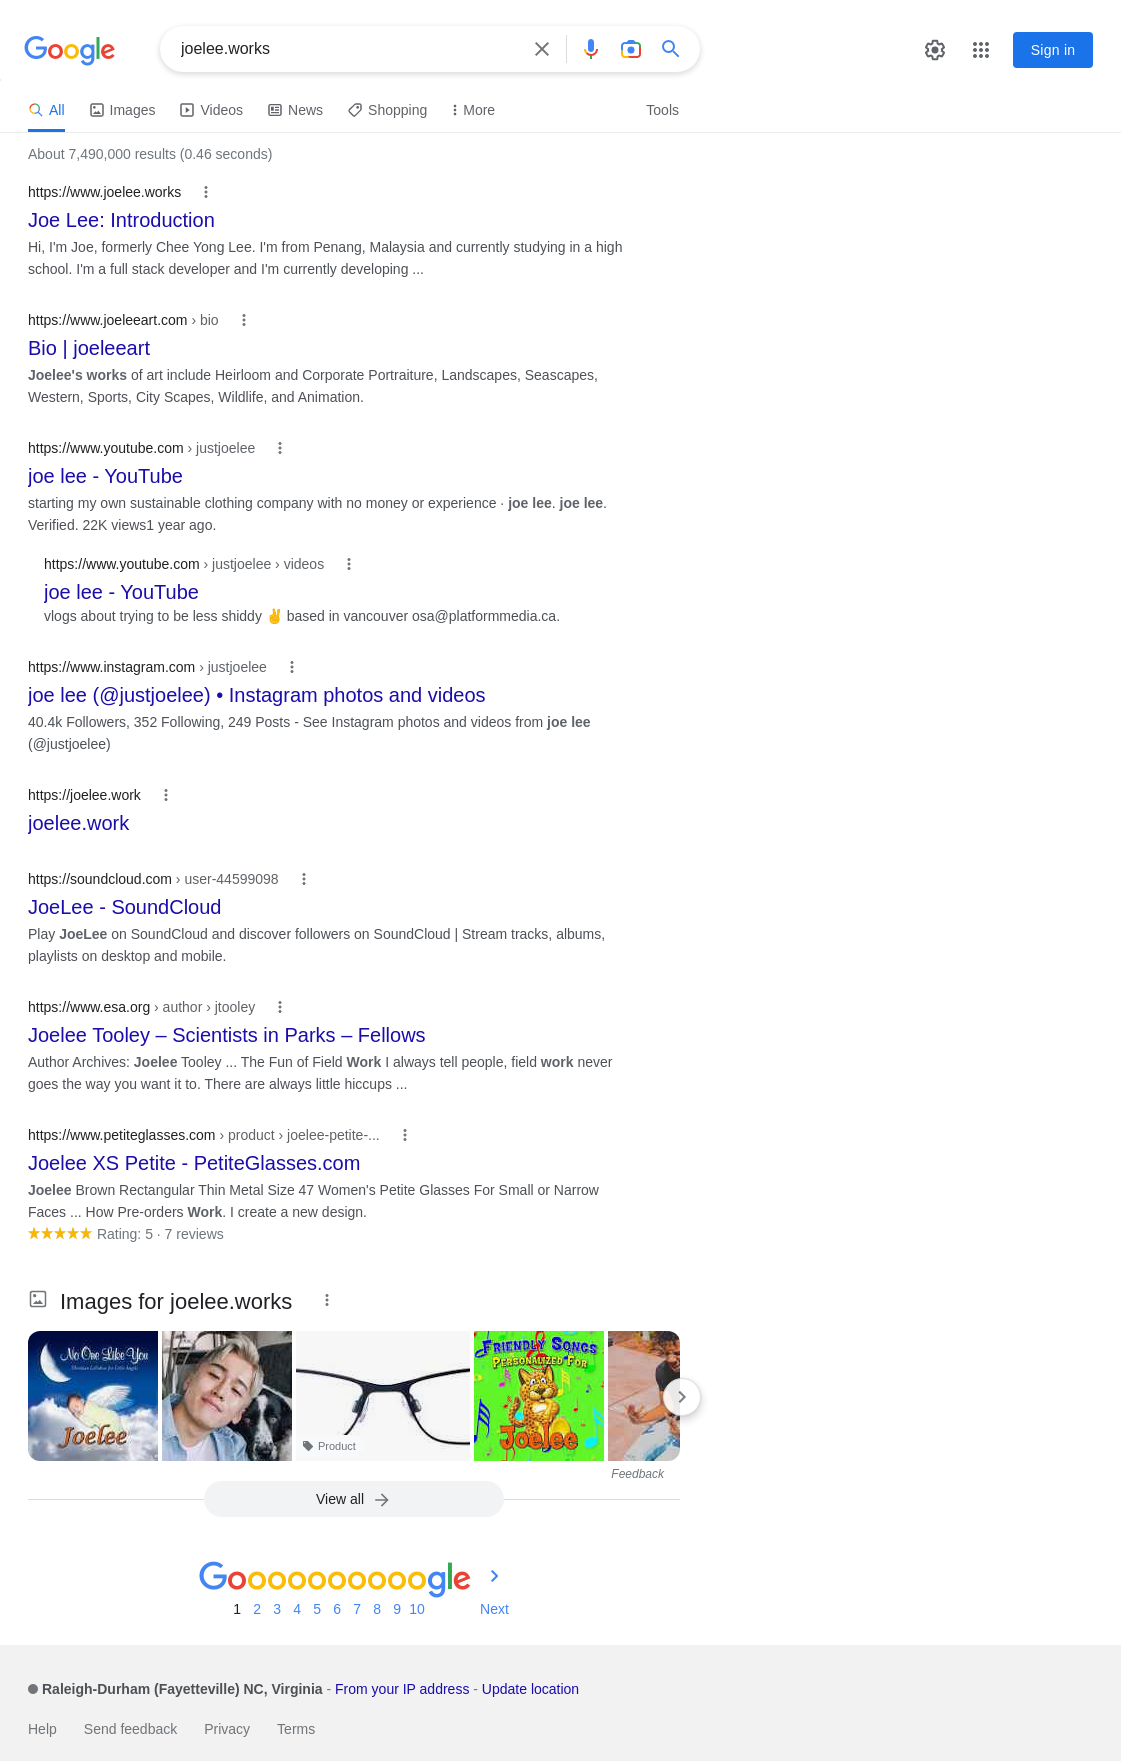 Google
joelee.works
Sign in
All
Images
Videos
News
Shopping
More
Tools
About 7,490,000 results (0.46 seconds)
https://www.joelee.works
Joe Lee: Introduction
Hi, I'm Joe, formerly Chee Yong Lee. I'm from Penang, Malaysia and currently studying in a high
school. I'm a full stack developer and I'm currently developing ...
https://www.joeleeart.com › bio
Bio | joeleeart
Joelee's works of art include Heirloom and Corporate Portraiture, Landscapes, Seascapes,
Western, Sports, City Scapes, Wildlife, and Animation.
https://www.youtube.com › justjoelee
joe lee - YouTube
starting my own sustainable clothing company with no money or experience · joe lee. joe lee.
Verified. 22K views1 year ago.
https://www.youtube.com › justjoelee › videos
joe lee - YouTube
vlogs about trying to be less shiddy ✌️ based in vancouver osa@platformmedia.ca.
https://www.instagram.com › justjoelee
joe lee (@justjoelee) • Instagram photos and videos
40.4k Followers, 352 Following, 249 Posts - See Instagram photos and videos from joe lee
(@justjoelee)
https://joelee.work
joelee.work
https://soundcloud.com › user-44599098
JoeLee - SoundCloud
Play JoeLee on SoundCloud and discover followers on SoundCloud | Stream tracks, albums,
playlists on desktop and mobile.
https://www.esa.org › author › jtooley
Joelee Tooley – Scientists in Parks – Fellows
Author Archives: Joelee Tooley ... The Fun of Field Work I always tell people, field work never
goes the way you want it to. There are always little hiccups ...
https://www.petiteglasses.com › product › joelee-petite-...
Joelee XS Petite - PetiteGlasses.com
Joelee Brown Rectangular Thin Metal Size 47 Women's Petite Glasses For Small or Narrow
Faces ... How Pre-orders Work. I create a new design.
Rating: 5 · 7 reviews
Images for joelee.works
No One Like You
Christian Lullabies for Little Angels
Joelee
Product
Friendly Songs
Personalized For
Joelee
Feedback
View all
Goooooooooogle
1 2 3 4 5 6 7 8 9 10 Next
Raleigh-Durham (Fayetteville) NC, Virginia - From your IP address - Update location
Help Send feedback Privacy Terms